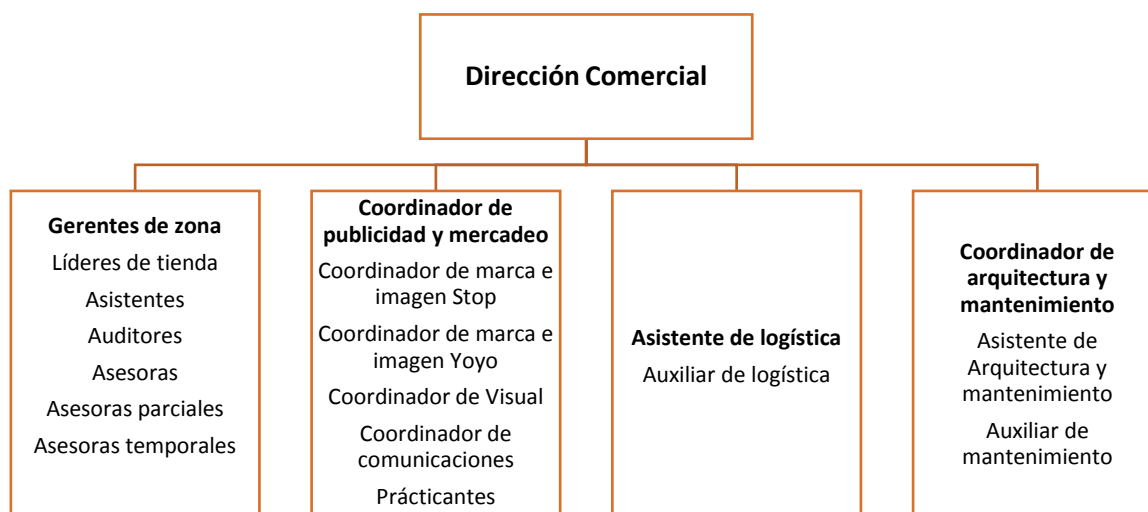 Dirección Comercial
Gerentes de zona
Líderes de tienda
Asistentes
Auditores
Asesoras
Asesoras parciales
Asesoras temporales
Coordinador de
publicidad y mercadeo
Coordinador de marca e
imagen Stop
Coordinador de marca e
imagen Yoyo
Coordinador de Visual
Coordinador de
comunicaciones
Prácticantes
Asistente de logística
Auxiliar de logística
Coordinador de
arquitectura y
mantenimiento
Asistente de
Arquitectura y
mantenimiento
Auxiliar de
mantenimiento